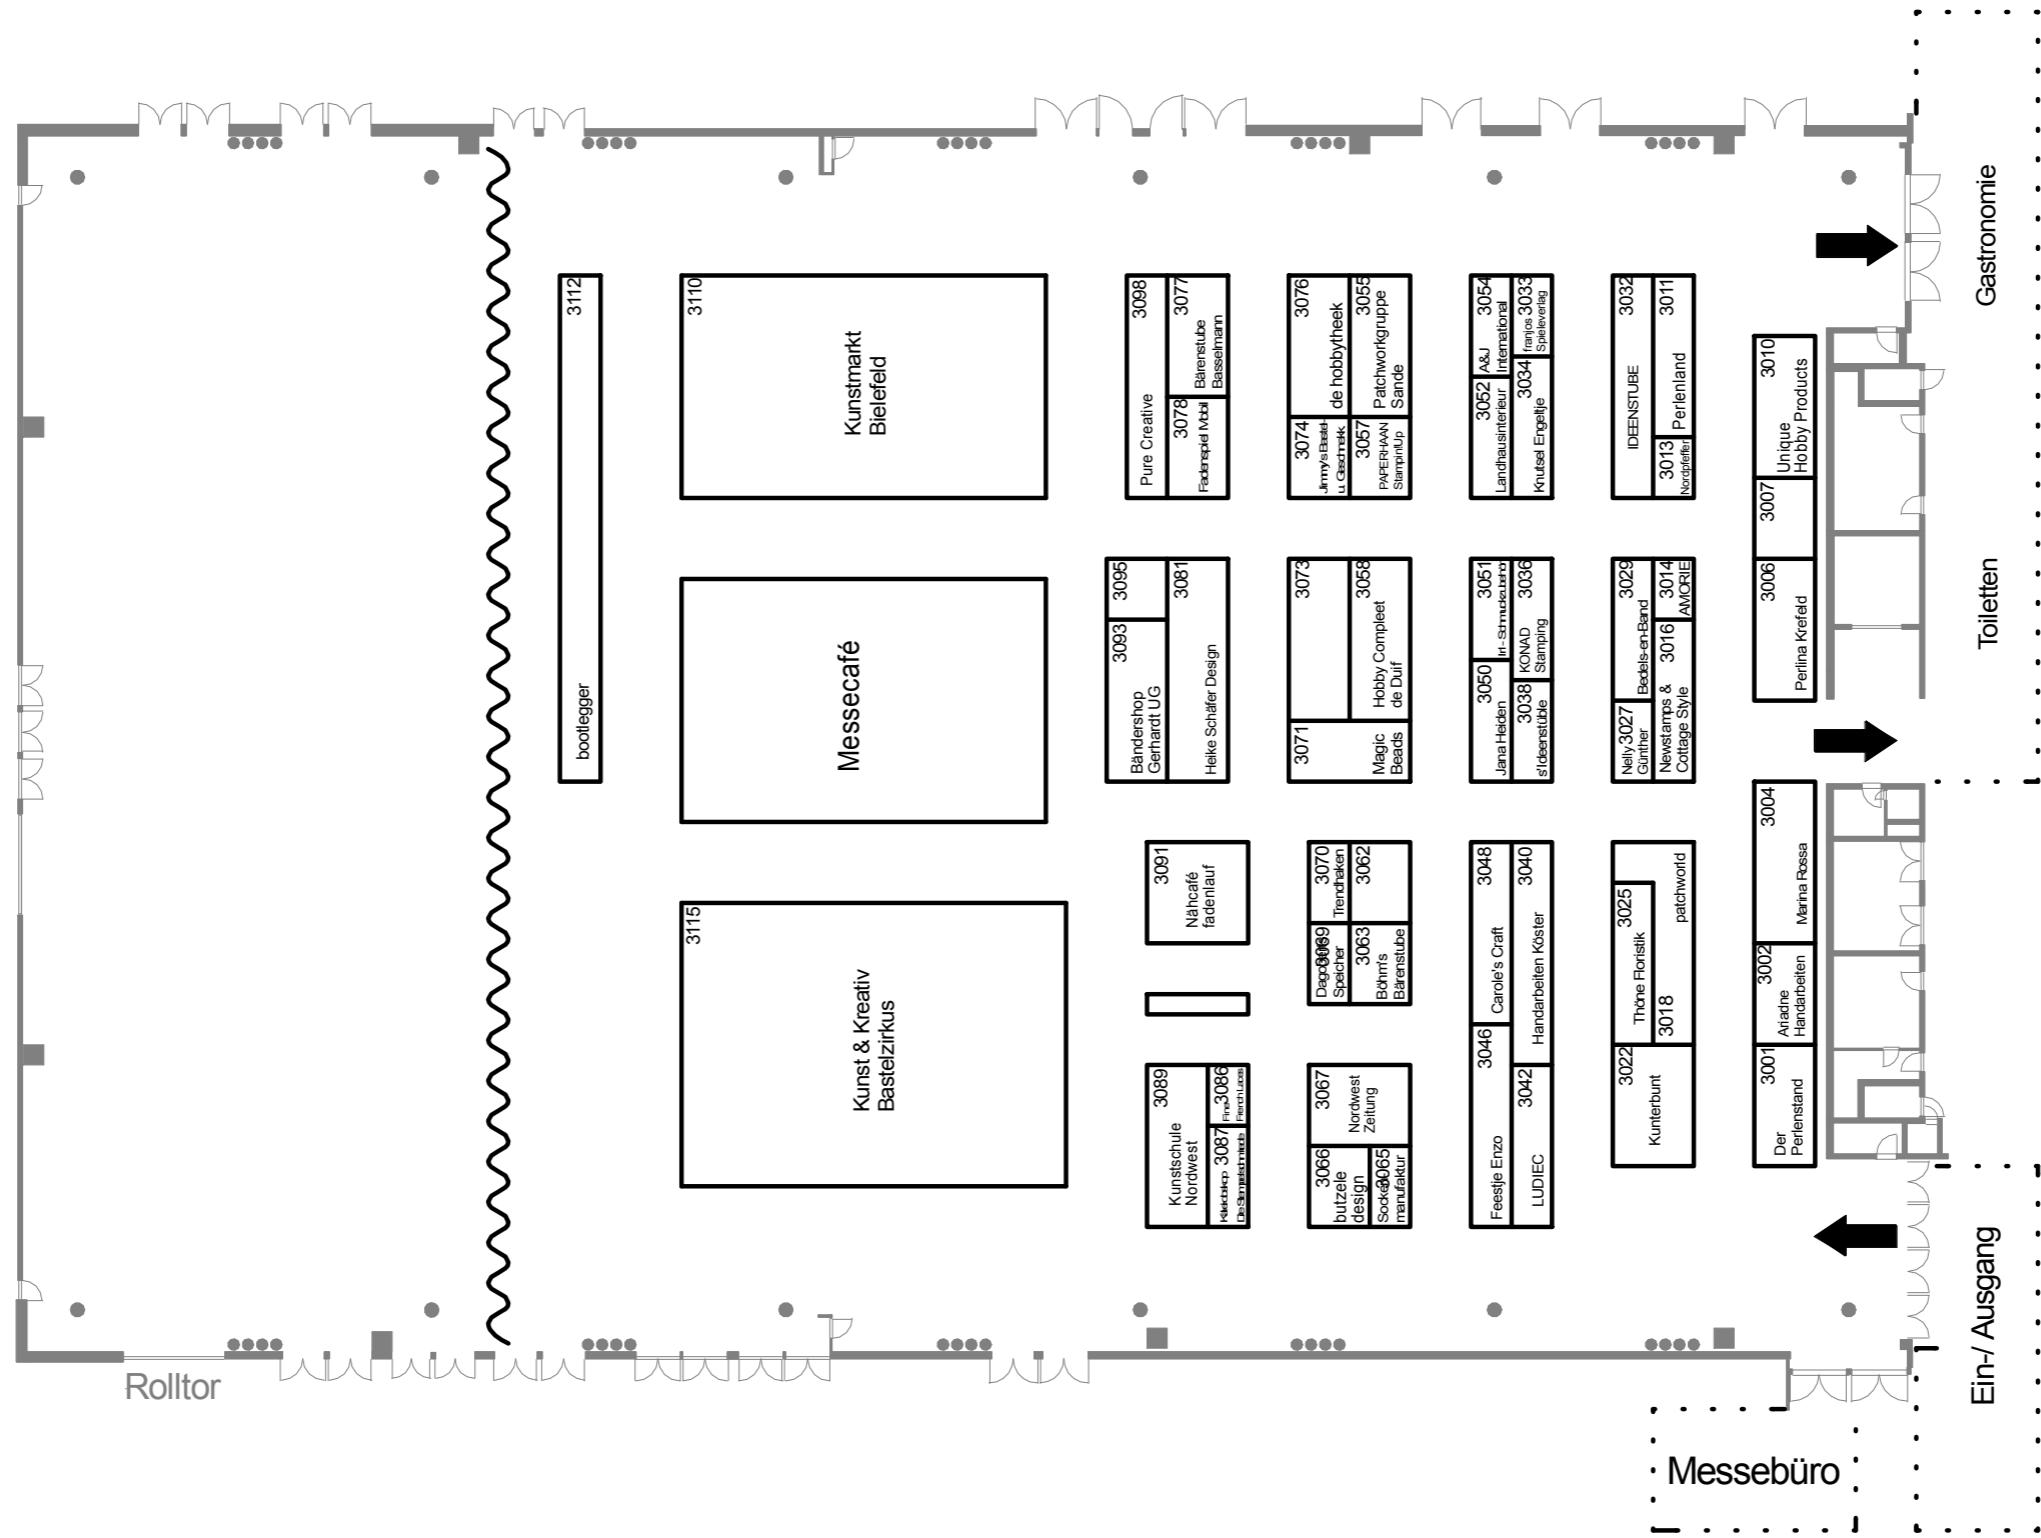 3112
bootlegger
3110
Kunstmarkt
Bielefeld
Messecafé
3115
Kunst & Kreativ
Bastelzirkus
3098
Pure Creative
3077
Bärenstube
Basselmann
3078
Fadenspiel Mobil
3095
3093
Bändershop
Gerhardt UG
3081
Heike Schäfer Design
3091
Nähcafé
fadenlauf
3089
Kunstschule
Nordwest
3086
Fine
French Laces
3087
3076
de hobbytheek
3055
Patchworkgruppe
Sande
3074
Jimmy's Bastel-
u. Geschenkk.
3057
PAPERHAAN
Stampin'Up
3073
3058
Hobby Compleet
de Duif
3071
Magic
Beads
3070
Trendhaken
3062
3069
Speicher
3063
Böhm's
Bärenstube
3067
Nordwest
Zeitung
3066
butzele
design
3065
Socken
manufaktur
3054
A&J
International
3033
franjos
Spieleverlag
3052
Landhausinterieur
3034
Knutsel Engeltje
3051
Irl - Schmuckzubehör
3036
KONAD
Stamping
3050
Jana Heiden
3038
s'Ideenstüble
3048
Carole's Craft
3040
Handarbeiten Köster
3046
Feestje Enzo
3042
LUDIEC
3032
IDEENSTUBE
3011
Perlenland
3013
Nordpfeffer
3029
Bedels-en-Band
3014
AMORIE
3027
Nelly
Günther
3016
Newstamps &
Cottage Style
3025
Thöne Floristik
patchworld
3018
3022
Kunterbunt
3010
Unique
Hobby Products
3007
3006
Perlina Krefeld
3004
Marina Rossa
3002
Ariadne
Handarbeiten
3001
Der
Perlenstand
Gastronomie
Toiletten
Ein-/ Ausgang
Rolltor
Messebüro